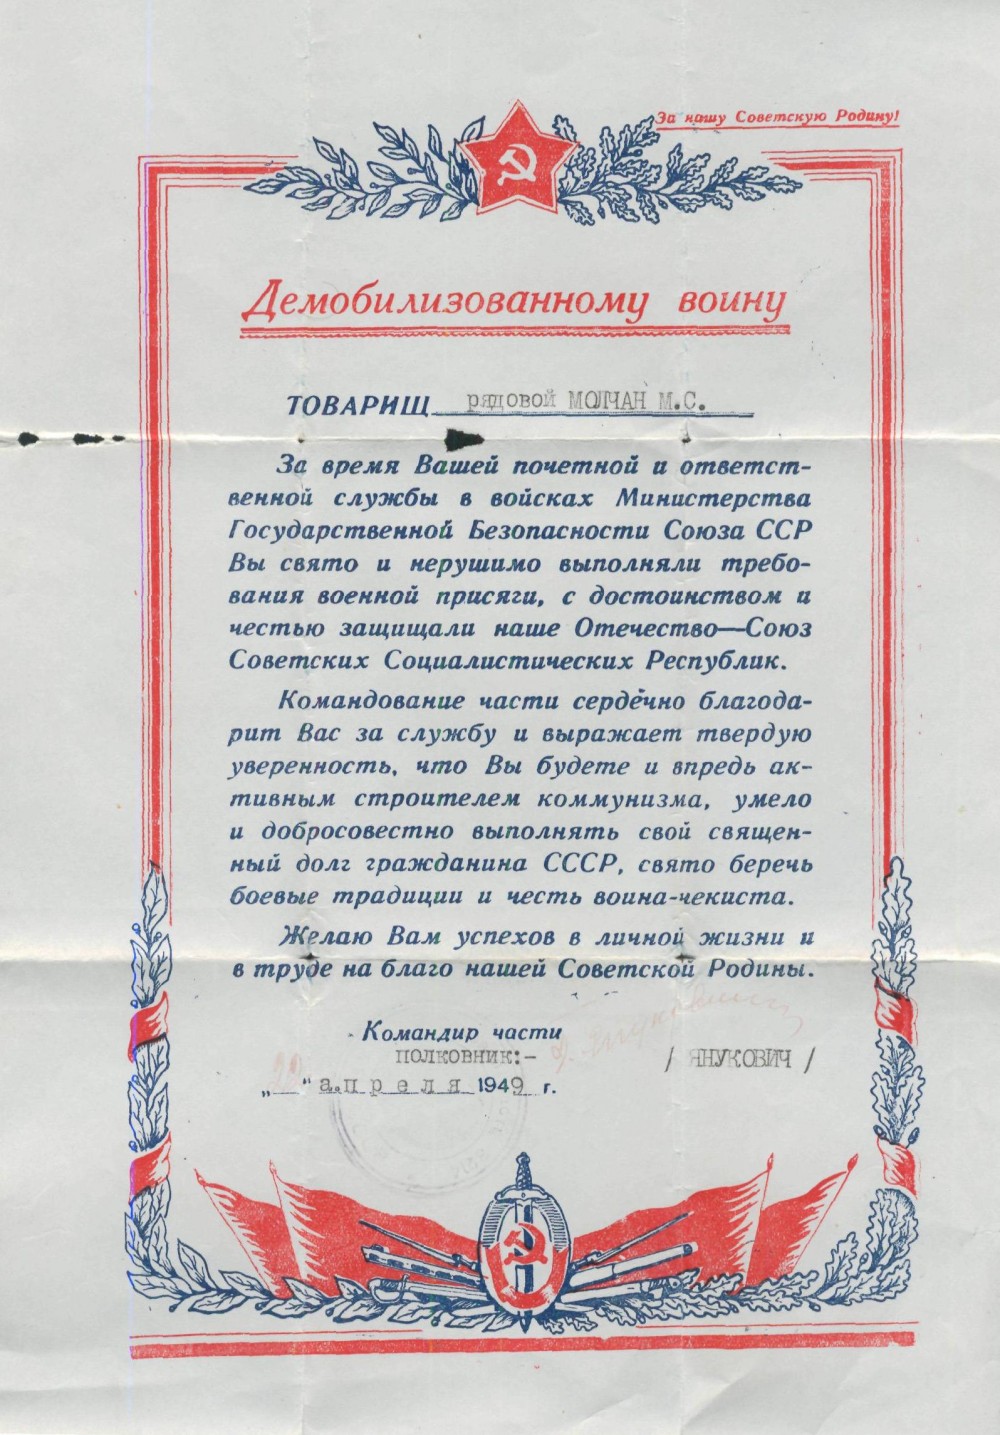 За нашу Советскую Родину!
Демобилизованному воину
ТОВАРИЩ рядовой МОЛЧАН М.С.
За время Вашей почетной и ответст-
венной службы в войсках Министерства
Государственной Безопасности Союза ССР
Вы свято и нерушимо выполняли требо-
вания военной присяги, с достоинством и
честью защищали наше Отечество—Союз
Советских Социалистических Республик.
Командование части сердечно благода-
рит Вас за службу и выражает твердую
уверенность, что Вы будете и впредь ак-
тивным строителем коммунизма, умело
и добросовестно выполнять свой священ-
ный долг гражданина СССР, свято беречь
боевые традиции и честь воина-чекиста.
Желаю Вам успехов в личной жизни и
в труде на благо нашей Советской Родины.
Командир части
полковник:- / ЯНУКОВИЧ /
„ " апреля 1949 г.